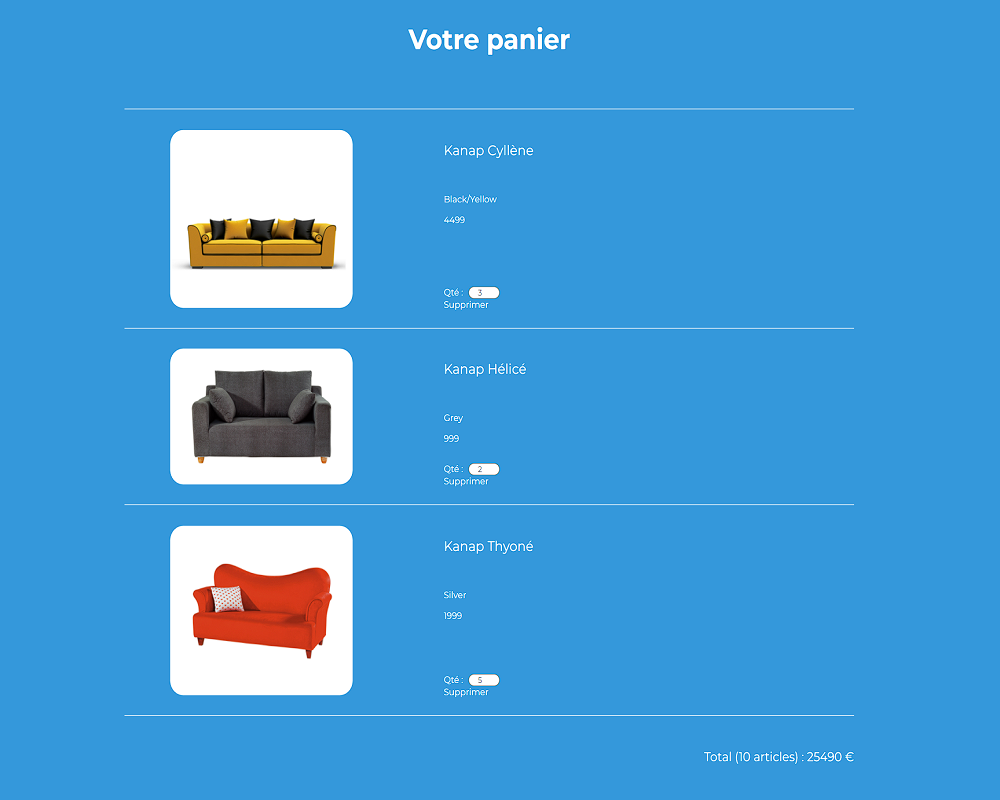 Votre panier
Kanap Cyllène
Black/Yellow
4499
Qté : 3
Supprimer
Kanap Hélicé
Grey
999
Qté : 2
Supprimer
Kanap Thyoné
Silver
1999
Qté : 5
Supprimer
Total (10 articles) : 25490 €